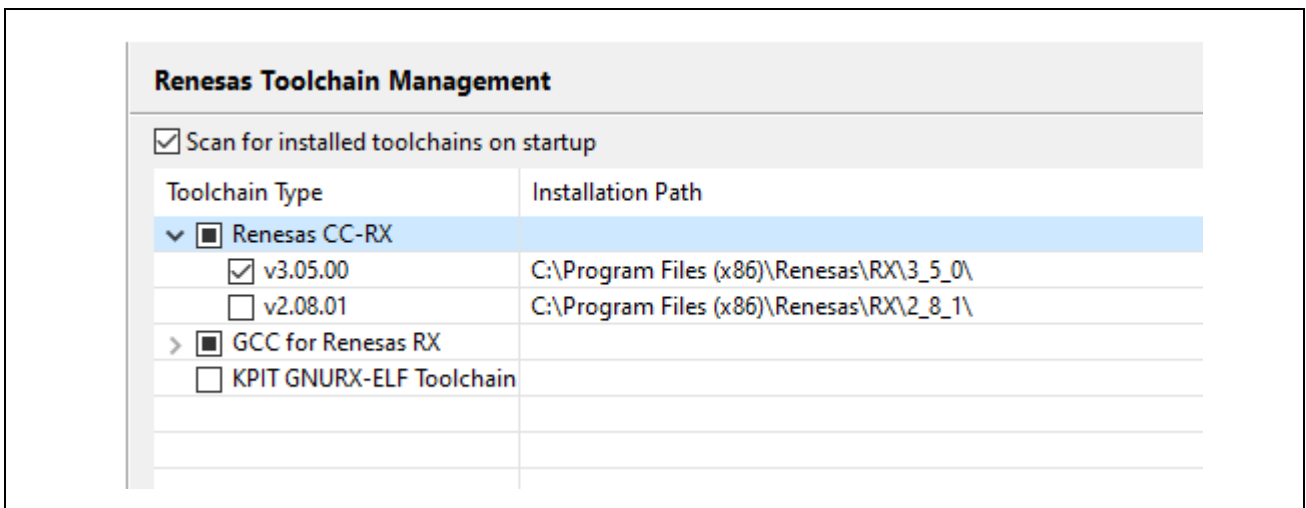 Renesas Toolchain Management
Scan for installed toolchains on startup
Toolchain Type Installation Path
Renesas CC-RX
v3.05.00 C:\Program Files (x86)\Renesas\RX\3_5_0\
v2.08.01 C:\Program Files (x86)\Renesas\RX\2_8_1\
GCC for Renesas RX
KPIT GNURX-ELF Toolchain